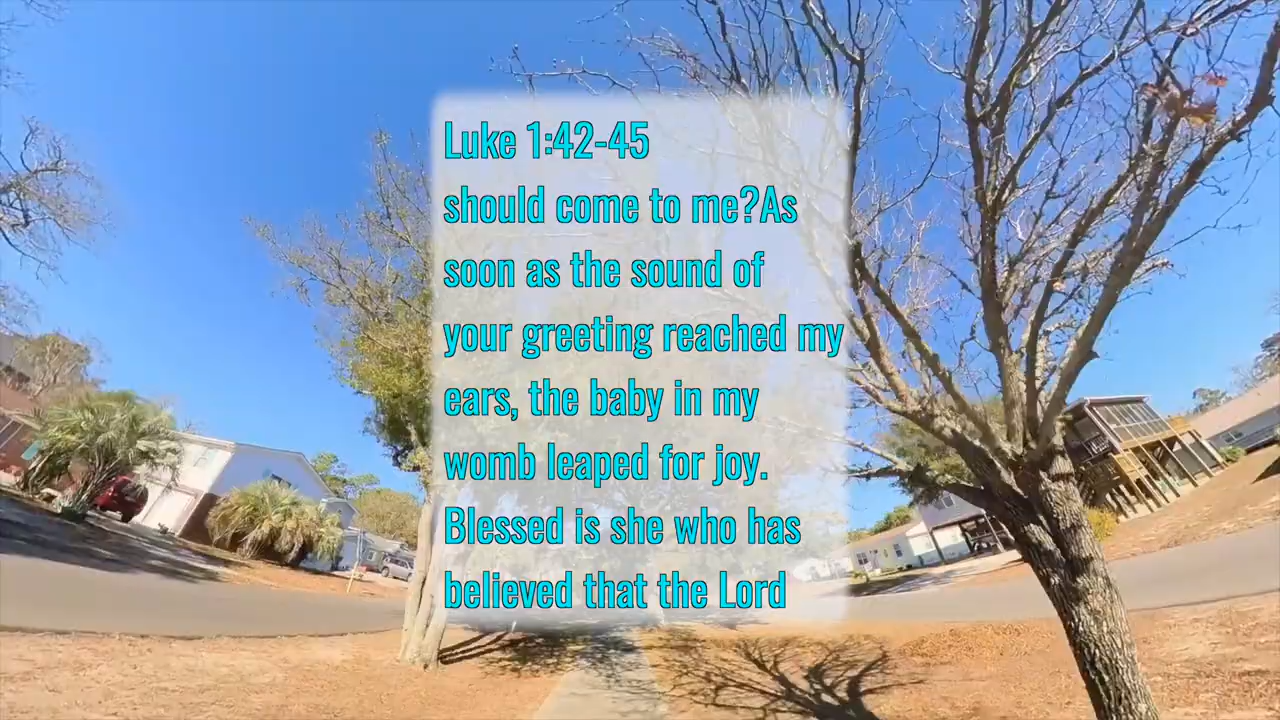 Luke 1:42-45
should come to me?As
soon as the sound of
your greeting reached my
ears, the baby in my
womb leaped for joy.
Blessed is she who has
believed that the Lord